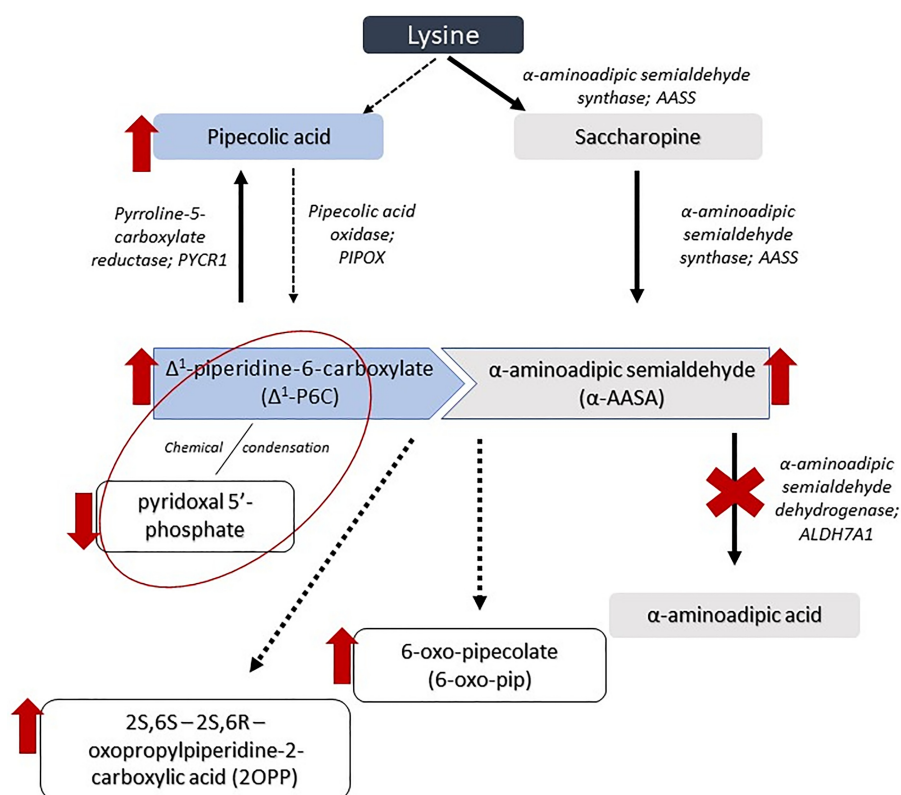 Lysine
α-aminoadipic semialdehyde
synthase; AASS
Pipecolic acid
Saccharopine
Pyrroline-5-
carboxylate
reductase; PYCR1
Pipecolic acid
oxidase;
PIPOX
α-aminoadipic
semialdehyde
synthase; AASS
Δ¹-piperidine-6-carboxylate
(Δ¹-P6C)
α-aminoadipic semialdehyde
(α-AASA)
Chemical condensation
pyridoxal 5’-
phosphate
α-aminoadipic
semialdehyde
dehydrogenase;
ALDH7A1
α-aminoadipic acid
6-oxo-pipecolate
(6-oxo-pip)
2S,6S – 2S,6R –
oxopropylpiperidine-2-
carboxylic acid (2OPP)